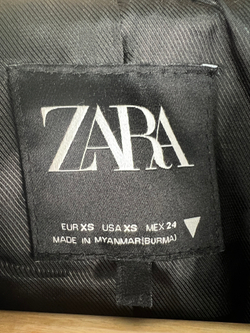 ZARA
EUR XS USA XS MEX 24
MADE IN MYANMAR(BURMA)